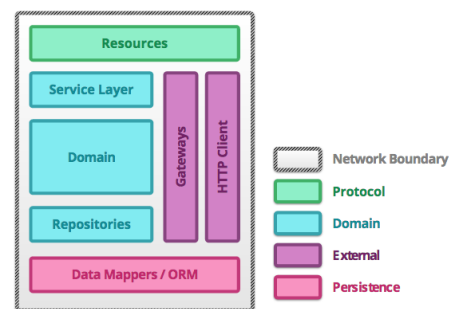 Resources
Service Layer
Domain
Repositories
Gateways
HTTP Client
Data Mappers / ORM
Network Boundary
Protocol
Domain
External
Persistence